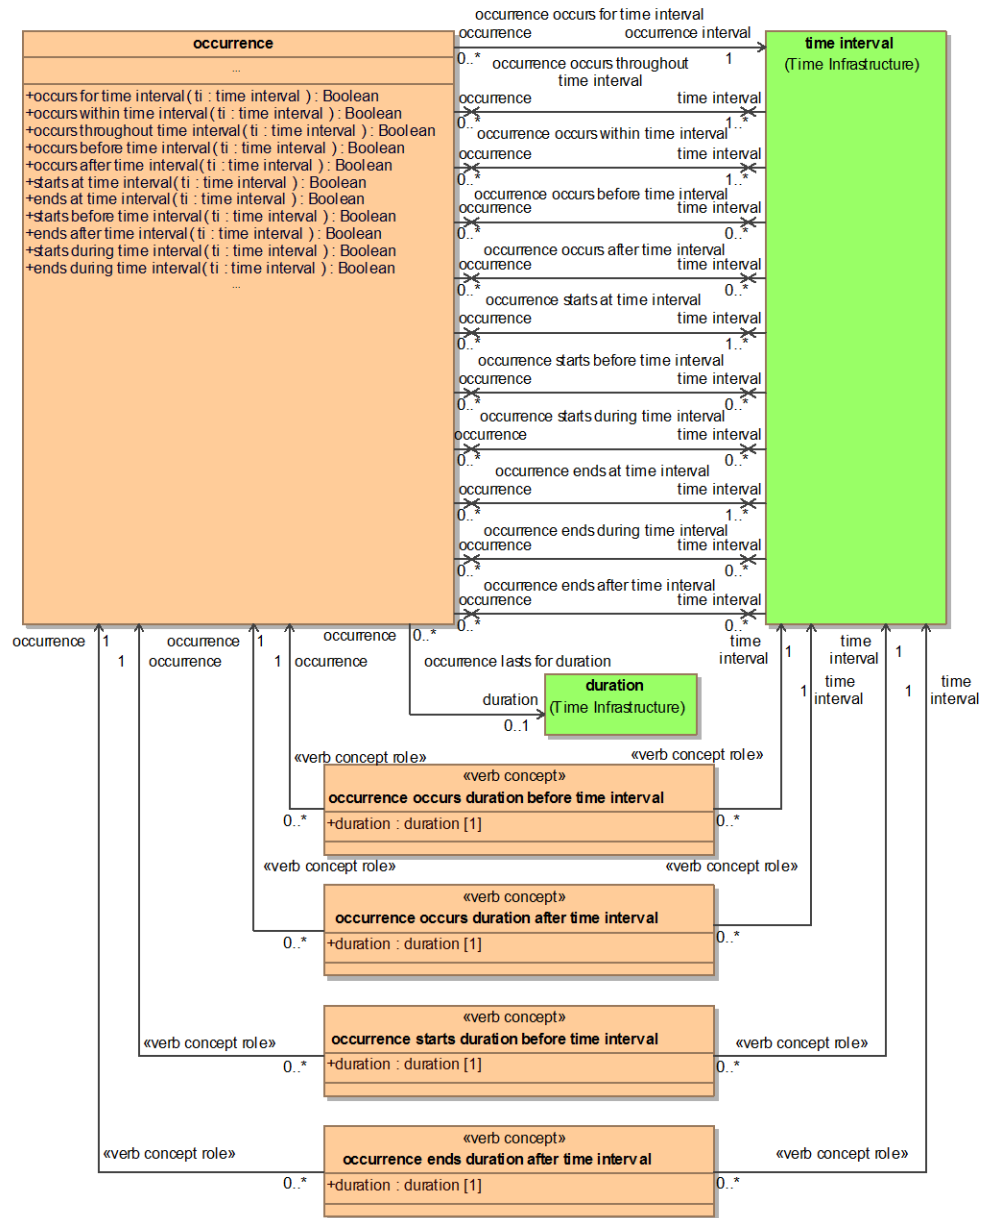 occurrence occurs for time interval
occurrence
occurrence interval
0..*
1
occurrence
...
+occurs for time interval( ti : time interval ) : Boolean
+occurs within time interval( ti : time interval ) : Boolean
+occurs throughout time interval( ti : time interval ) : Boolean
+occurs before time interval( ti : time interval ) : Boolean
+occurs after time interval( ti : time interval ) : Boolean
+starts at time interval( ti : time interval ) : Boolean
+ends at time interval( ti : time interval ) : Boolean
+starts before time interval( ti : time interval ) : Boolean
+ends after time interval( ti : time interval ) : Boolean
+starts during time interval( ti : time interval ) : Boolean
+ends during time interval( ti : time interval ) : Boolean
...
time interval
(Time Infrastructure)
occurrence occurs throughout
time interval
occurrence
time interval
0..*
1..*
occurrence occurs within time interval
occurrence
time interval
0..*
1..*
occurrence occurs before time interval
occurrence
time interval
0..*
0..*
occurrence occurs after time interval
occurrence
time interval
0..*
0..*
occurrence starts at time interval
occurrence
time interval
0..*
1..*
occurrence starts before time interval
occurrence
time interval
0..*
0..*
occurrence starts during time interval
occurrence
time interval
0..*
0..*
occurrence ends at time interval
occurrence
time interval
0..*
1..*
occurrence ends during time interval
occurrence
time interval
0..*
0..*
occurrence ends after time interval
occurrence
time interval
0..*
0..*
occurrence
1
1
occurrence
occurrence
1
1
occurrence
occurrence
0..*
occurrence lasts for duration
duration
0..1
duration
(Time Infrastructure)
time
interval
1
1
time
interval
time
interval
1
1
time
interval
«verb concept role»
«verb concept role»
«verb concept»
occurrence occurs duration before time interval
+duration : duration [1]
0..*
0..*
«verb concept role»
«verb concept role»
«verb concept»
occurrence occurs duration after time interval
+duration : duration [1]
0..*
0..*
«verb concept role»
«verb concept role»
«verb concept»
occurrence starts duration before time interval
+duration : duration [1]
0..*
0..*
«verb concept role»
«verb concept role»
«verb concept»
occurrence ends duration after time interval
+duration : duration [1]
0..*
0..*